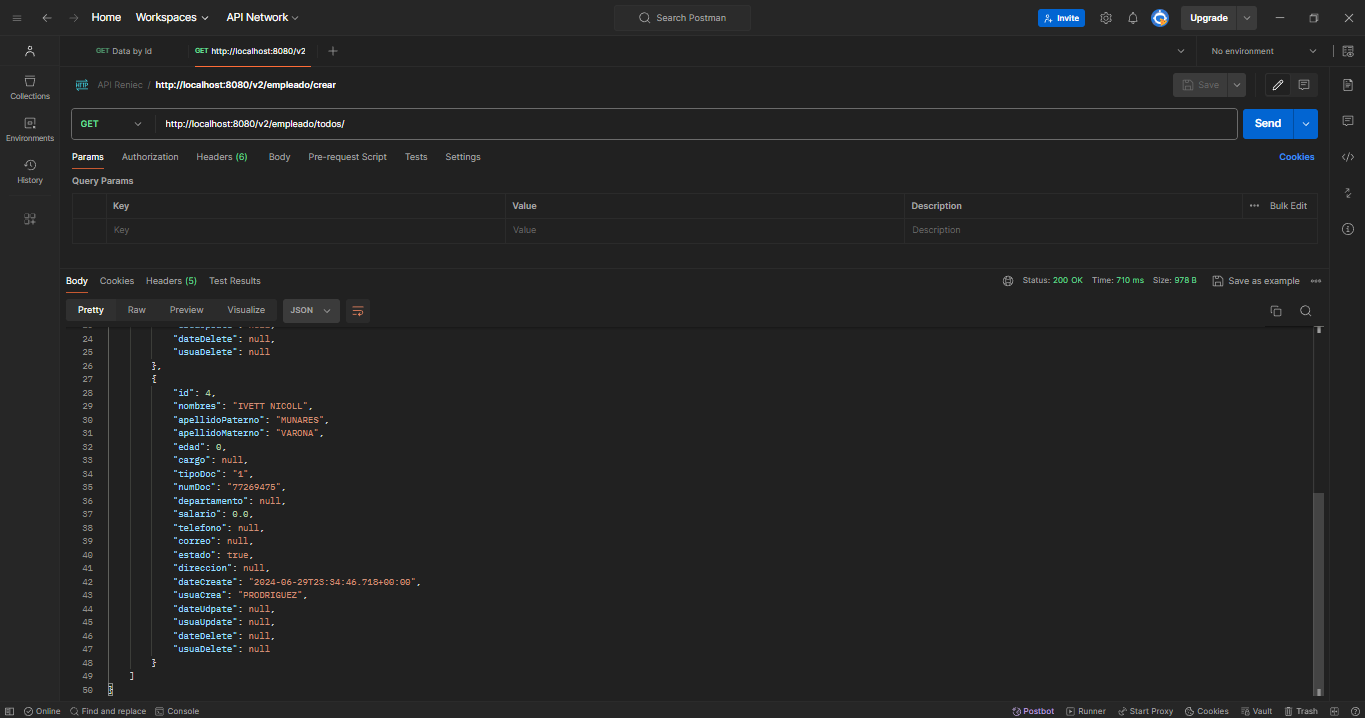 Home Workspaces API Network Search Postman Invite Upgrade
GET Data by Id GET http://localhost:8080/v2 No environment
API Reniec / http://localhost:8080/v2/empleado/crear Save
GET http://localhost:8080/v2/empleado/todos/ Send
Params Authorization Headers (6) Body Pre-request Script Tests Settings Cookies
Query Params
Key Value Description Bulk Edit
Key Value Description
Collections
Environments
History
Body Cookies Headers (5) Test Results Status: 200 OK Time: 710 ms Size: 978 B Save as example
Pretty Raw Preview Visualize JSON
24 "dateDelete": null,
25 "usuaDelete": null
26 },
27 {
28 "id": 4,
29 "nombres": "IVETT NICOLL",
30 "apellidoPaterno": "MUNARES",
31 "apellidoMaterno": "VARONA",
32 "edad": 0,
33 "cargo": null,
34 "tipoDoc": "1",
35 "numDoc": "77269475",
36 "departamento": null,
37 "salario": 0.0,
38 "telefono": null,
39 "correo": null,
40 "estado": true,
41 "direccion": null,
42 "dateCreate": "2024-06-29T23:34:46.718+00:00",
43 "usuaCrea": "PRODRIGUEZ",
44 "dateUdpate": null,
45 "usuaUpdate": null,
46 "dateDelete": null,
47 "usuaDelete": null
48 }
49 ]
50 }
Online Find and replace Console Postbot Runner Start Proxy Cookies Vault Trash